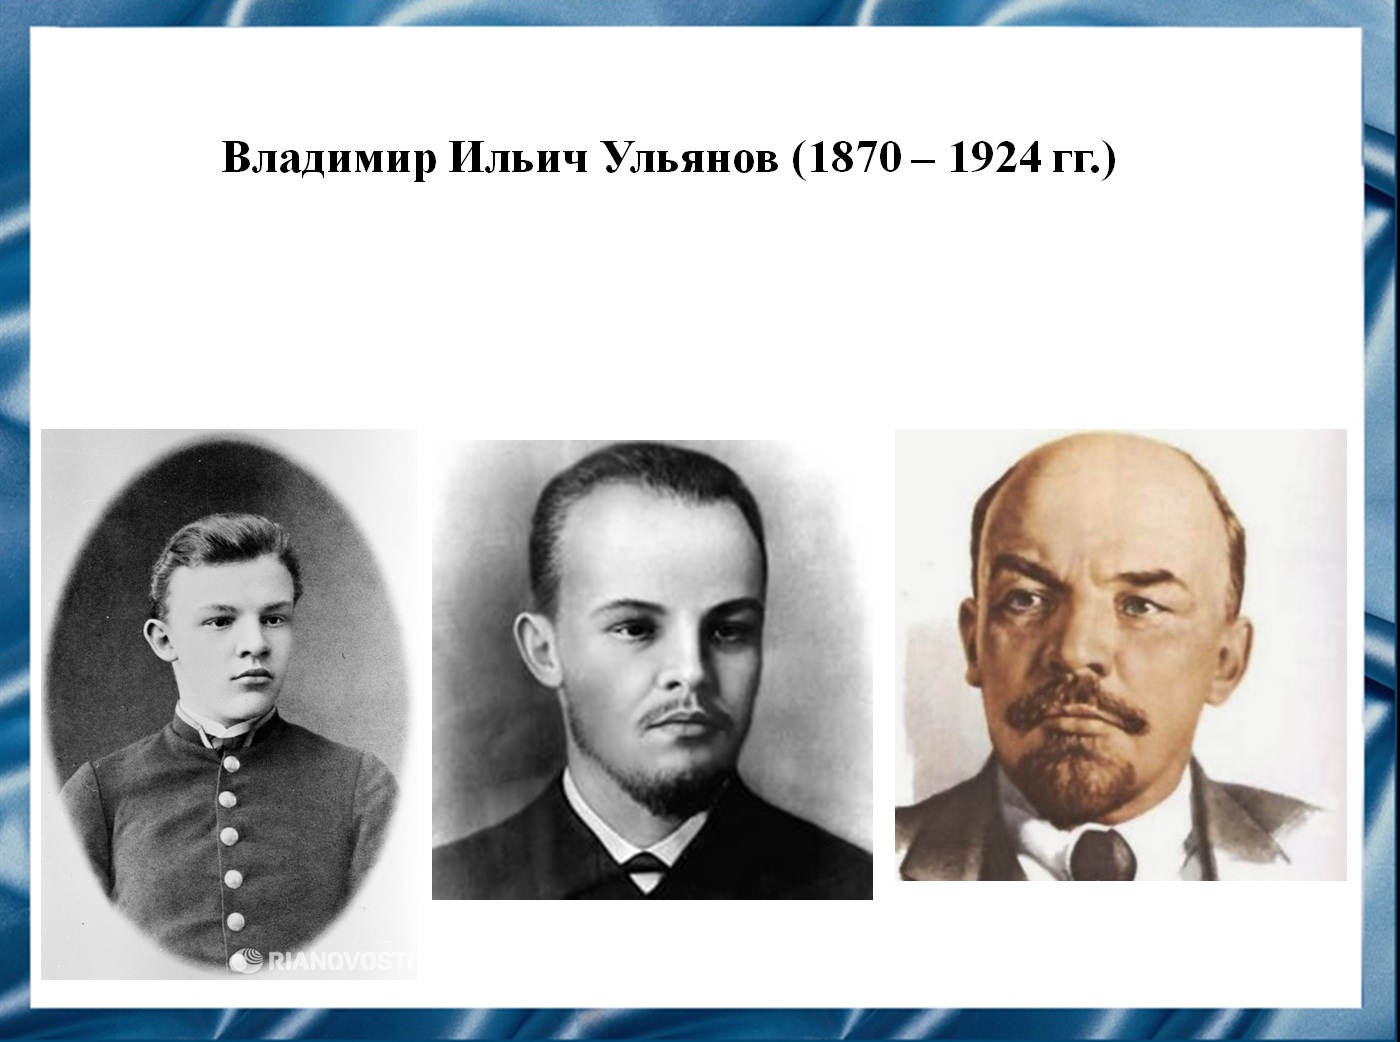 Владимир Ильич Ульянов (1870 – 1924 гг.)
RIANOVOSTI